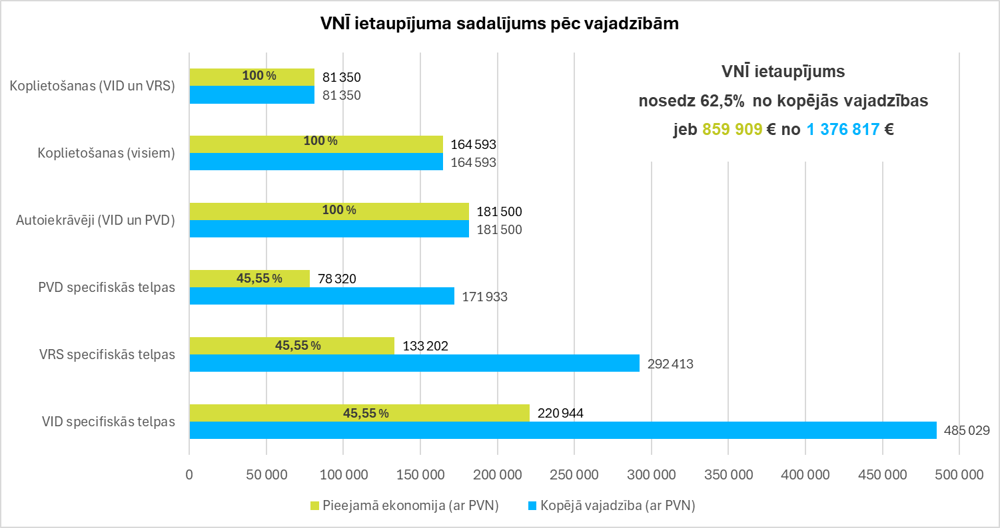 VNĪ ietaupījuma sadalījums pēc vajadzībām
VNĪ ietaupījums
nosedz 62,5% no kopējās vajadzības
jeb 859 909 € no 1 376 817 €
Koplietošanas (VID un VRS)
100 %
81 350
81 350
Koplietošanas (visiem)
100 %
164 593
164 593
Autoiekrāvēji (VID un PVD)
100 %
181 500
181 500
PVD specifiskās telpas
45,55 %
78 320
171 933
VRS specifiskās telpas
45,55 %
133 202
292 413
VID specifiskās telpas
45,55 %
220 944
485 029
0 50 000 100 000 150 000 200 000 250 000 300 000 350 000 400 000 450 000 500 000
Pieejamā ekonomija (ar PVN) Kopējā vajadzība (ar PVN)